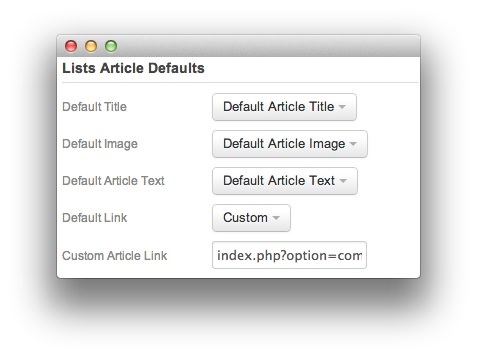 Lists Article Defaults
Default Title Default Article Title
Default Image Default Article Image
Default Article Text Default Article Text
Default Link Custom
Custom Article Link index.php?option=com